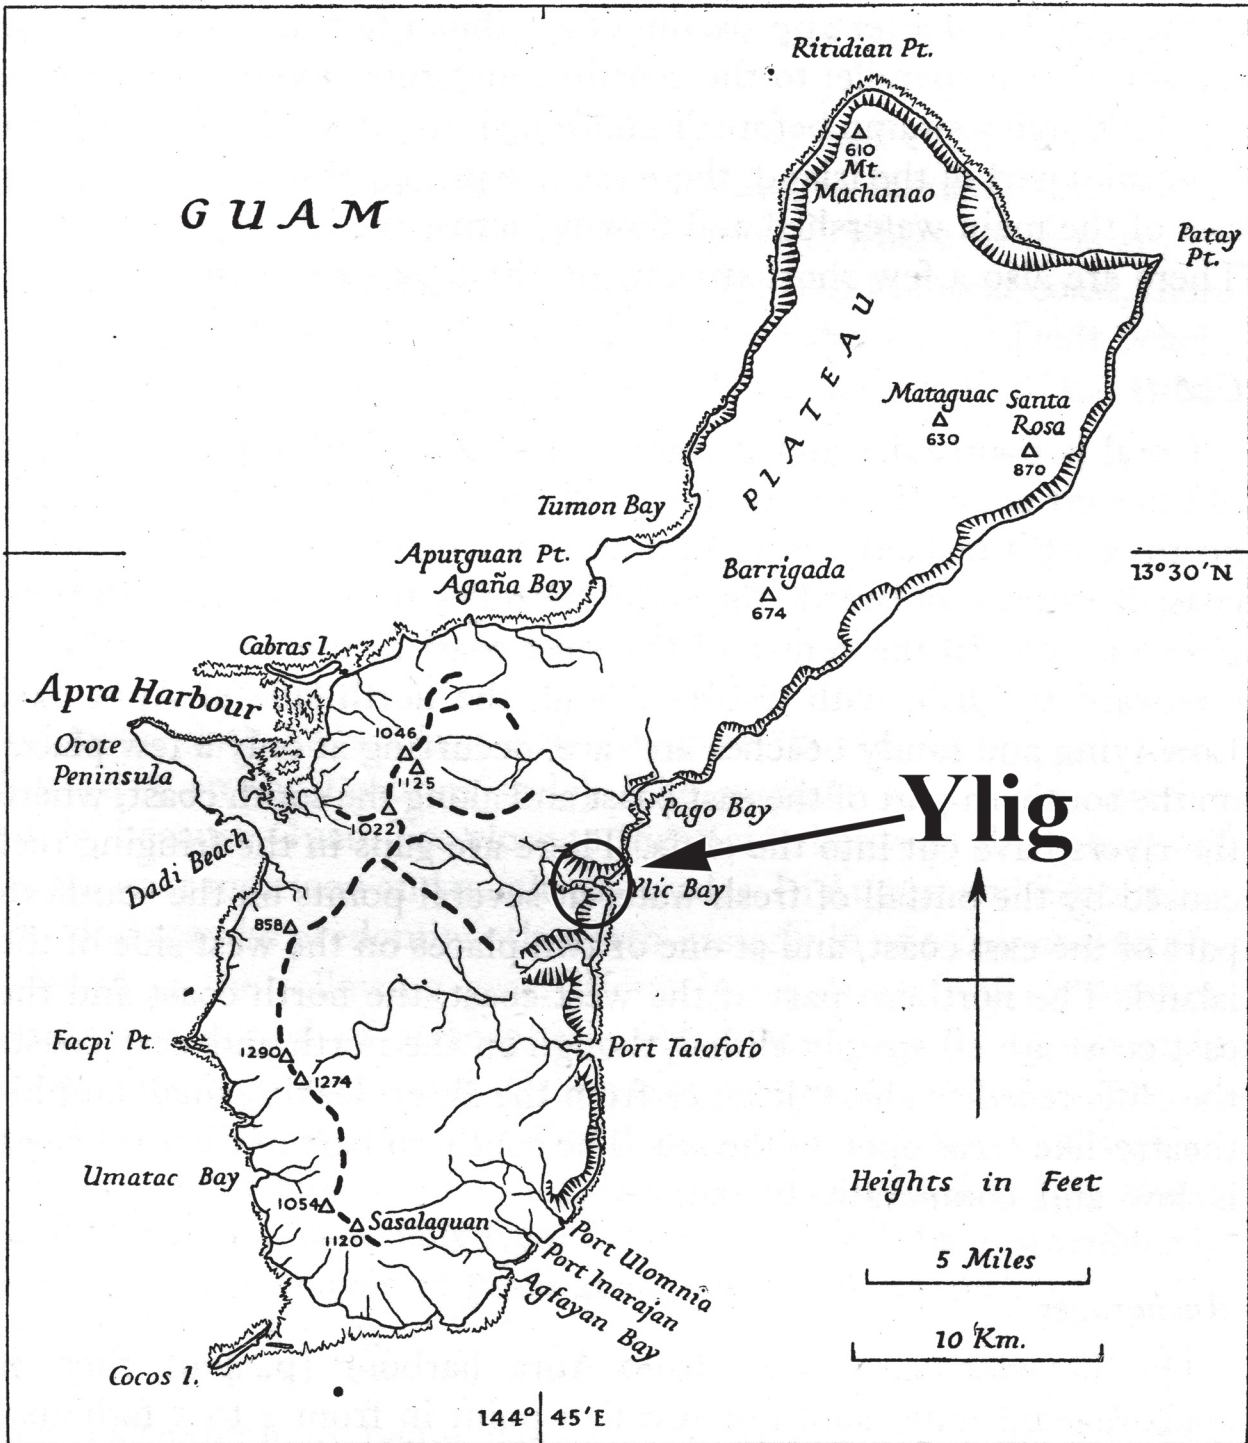 Ritidian Pt.
610
Mt.
Machanao
GUAM
Patay
Pt.
PLATEAU
Mataguac
630
Santa
Rosa
870
Tumon Bay
Apurguan Pt.
Agaña Bay
Barrigada
674
13°30'N
Cabras I.
Apra Harbour
Orote
Peninsula
1046
1125
1022
Pago Bay
Ylig
Dadi Beach
Ylic Bay
858
Facpi Pt.
1290
1274
Port Talofofo
Umatac Bay
1054
Sasalaguan
1120
Heights in Feet
Port Ulomnia
Port Inarajan
Agfayan Bay
5 Miles
10 Km.
Cocos I.
144° 45'E